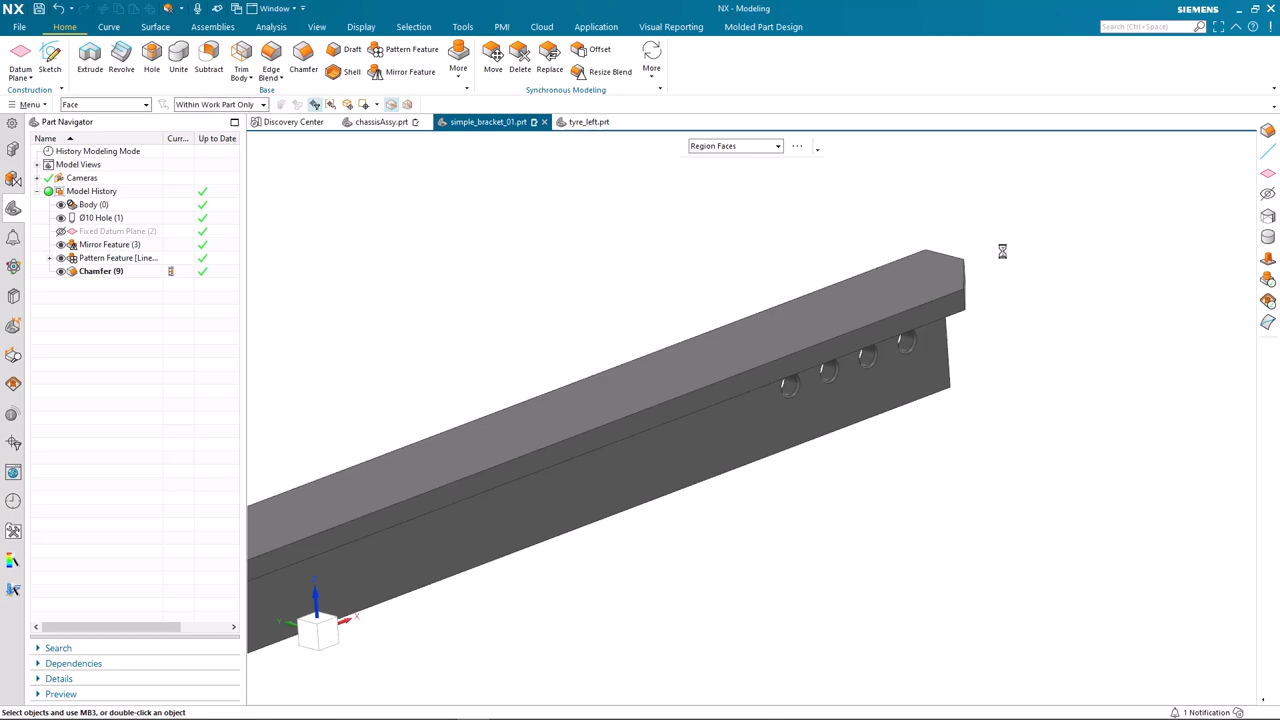 NX
Window
NX - Modeling
SIEMENS
File Home Curve Surface Assemblies Analysis View Display Selection Tools PMI Cloud Application Visual Reporting Molded Part Design
Search (Ctrl+Space)
Datum Plane
Sketch
Extrude
Revolve
Hole
Unite
Subtract
Trim Body
Edge Blend
Chamfer
Draft
Shell
Pattern Feature
Mirror Feature
More
Move
Delete
Replace
Offset
Resize Blend
More
Construction
Base
Synchronous Modeling
Menu
Face
Within Work Part Only
Part Navigator
Discovery Center
chassisAssy.prt
simple_bracket_01.prt
tyre_left.prt
Name Curr... Up to Date
Region Faces
History Modeling Mode
Model Views
Cameras
Model History
Body (0)
Ø10 Hole (1)
Fixed Datum Plane (2)
Mirror Feature (3)
Pattern Feature [Line...
Chamfer (9)
Z
Y
X
Search
Dependencies
Details
Preview
Select objects and use MB3, or double-click an object
1 Notification